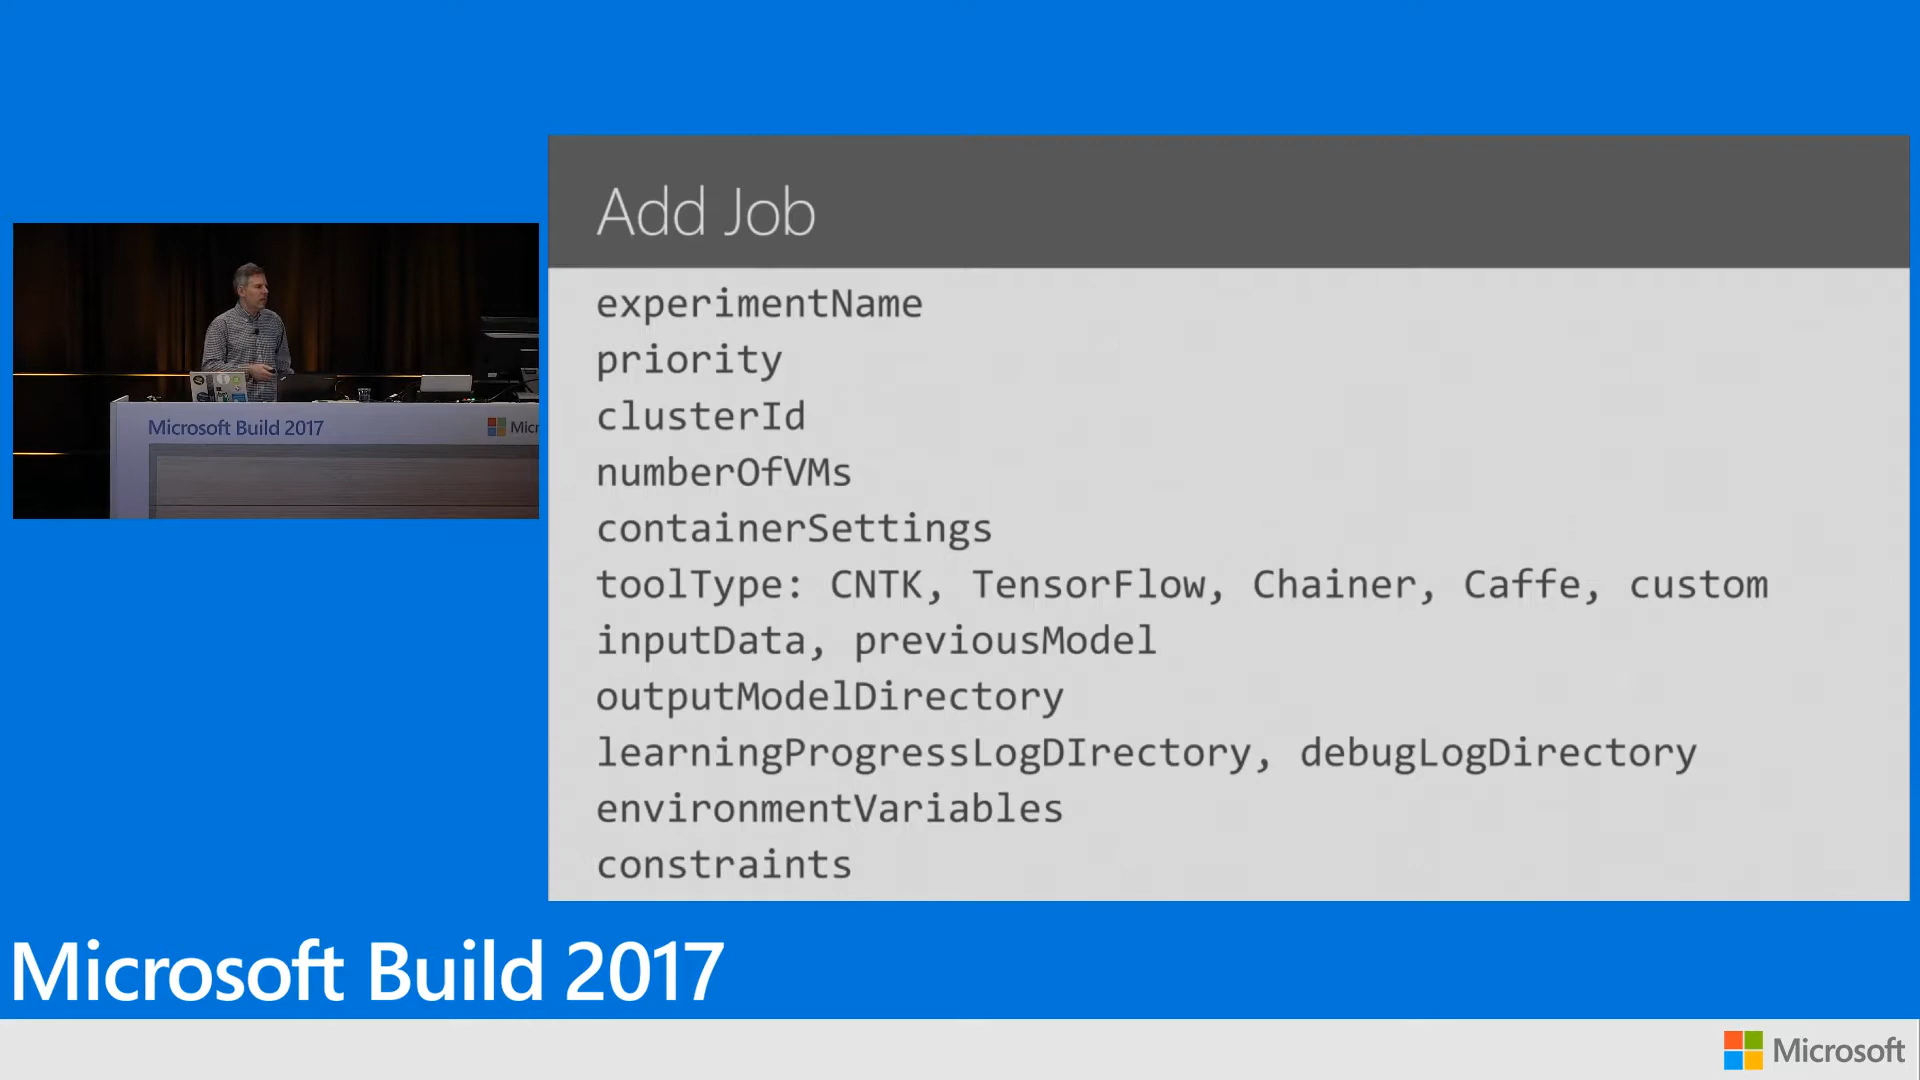 Add Job
experimentName
priority
clusterId
numberOfVMs
containerSettings
toolType: CNTK, TensorFlow, Chainer, Caffe, custom
inputData, previousModel
outputModelDirectory
learningProgressLogDIrectory, debugLogDirectory
environmentVariables
constraints
Microsoft Build 2017
Micr
Microsoft Build 2017
Microsoft